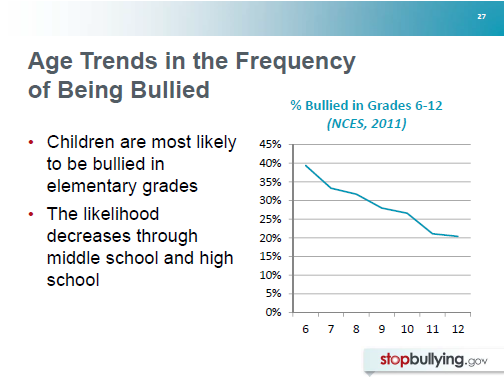 27
Age Trends in the Frequency
of Being Bullied
• Children are most likely
to be bullied in
elementary grades
• The likelihood
decreases through
middle school and high
school
% Bullied in Grades 6-12
(NCES, 2011)
45%
40%
35%
30%
25%
20%
15%
10%
5%
0%
6 7 8 9 10 11 12
stopbullying.gov